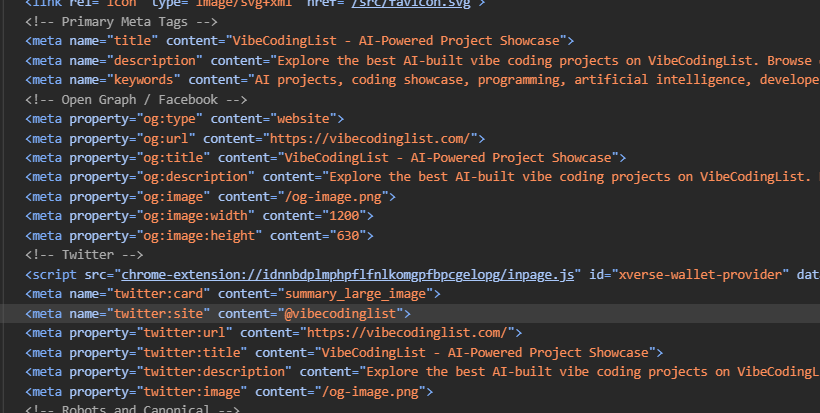 <link rel="icon" type="image/svg+xml" href="/src/favicon.svg">
<!-- Primary Meta Tags -->
<meta name="title" content="VibeCodingList - AI-Powered Project Showcase">
<meta name="description" content="Explore the best AI-built vibe coding projects on VibeCodingList. Browse
<meta name="keywords" content="AI projects, coding showcase, programming, artificial intelligence, develope
<!-- Open Graph / Facebook -->
<meta property="og:type" content="website">
<meta property="og:url" content="https://vibecodinglist.com/">
<meta property="og:title" content="VibeCodingList - AI-Powered Project Showcase">
<meta property="og:description" content="Explore the best AI-built vibe coding projects on VibeCodingList.
<meta property="og:image" content="/og-image.png">
<meta property="og:image:width" content="1200">
<meta property="og:image:height" content="630">
<!-- Twitter -->
<script src="chrome-extension://idnnbdplmphpflfnlkomgpfbpcgelopg/inpage.js" id="xverse-wallet-provider" dat
<meta name="twitter:card" content="summary_large_image">
<meta name="twitter:site" content="@vibecodinglist">
<meta property="twitter:url" content="https://vibecodinglist.com/">
<meta property="twitter:title" content="VibeCodingList - AI-Powered Project Showcase">
<meta property="twitter:description" content="Explore the best AI-built vibe coding projects on VibeCodingL
<meta property="twitter:image" content="/og-image.png">
<!-- Robots and Canonical -->